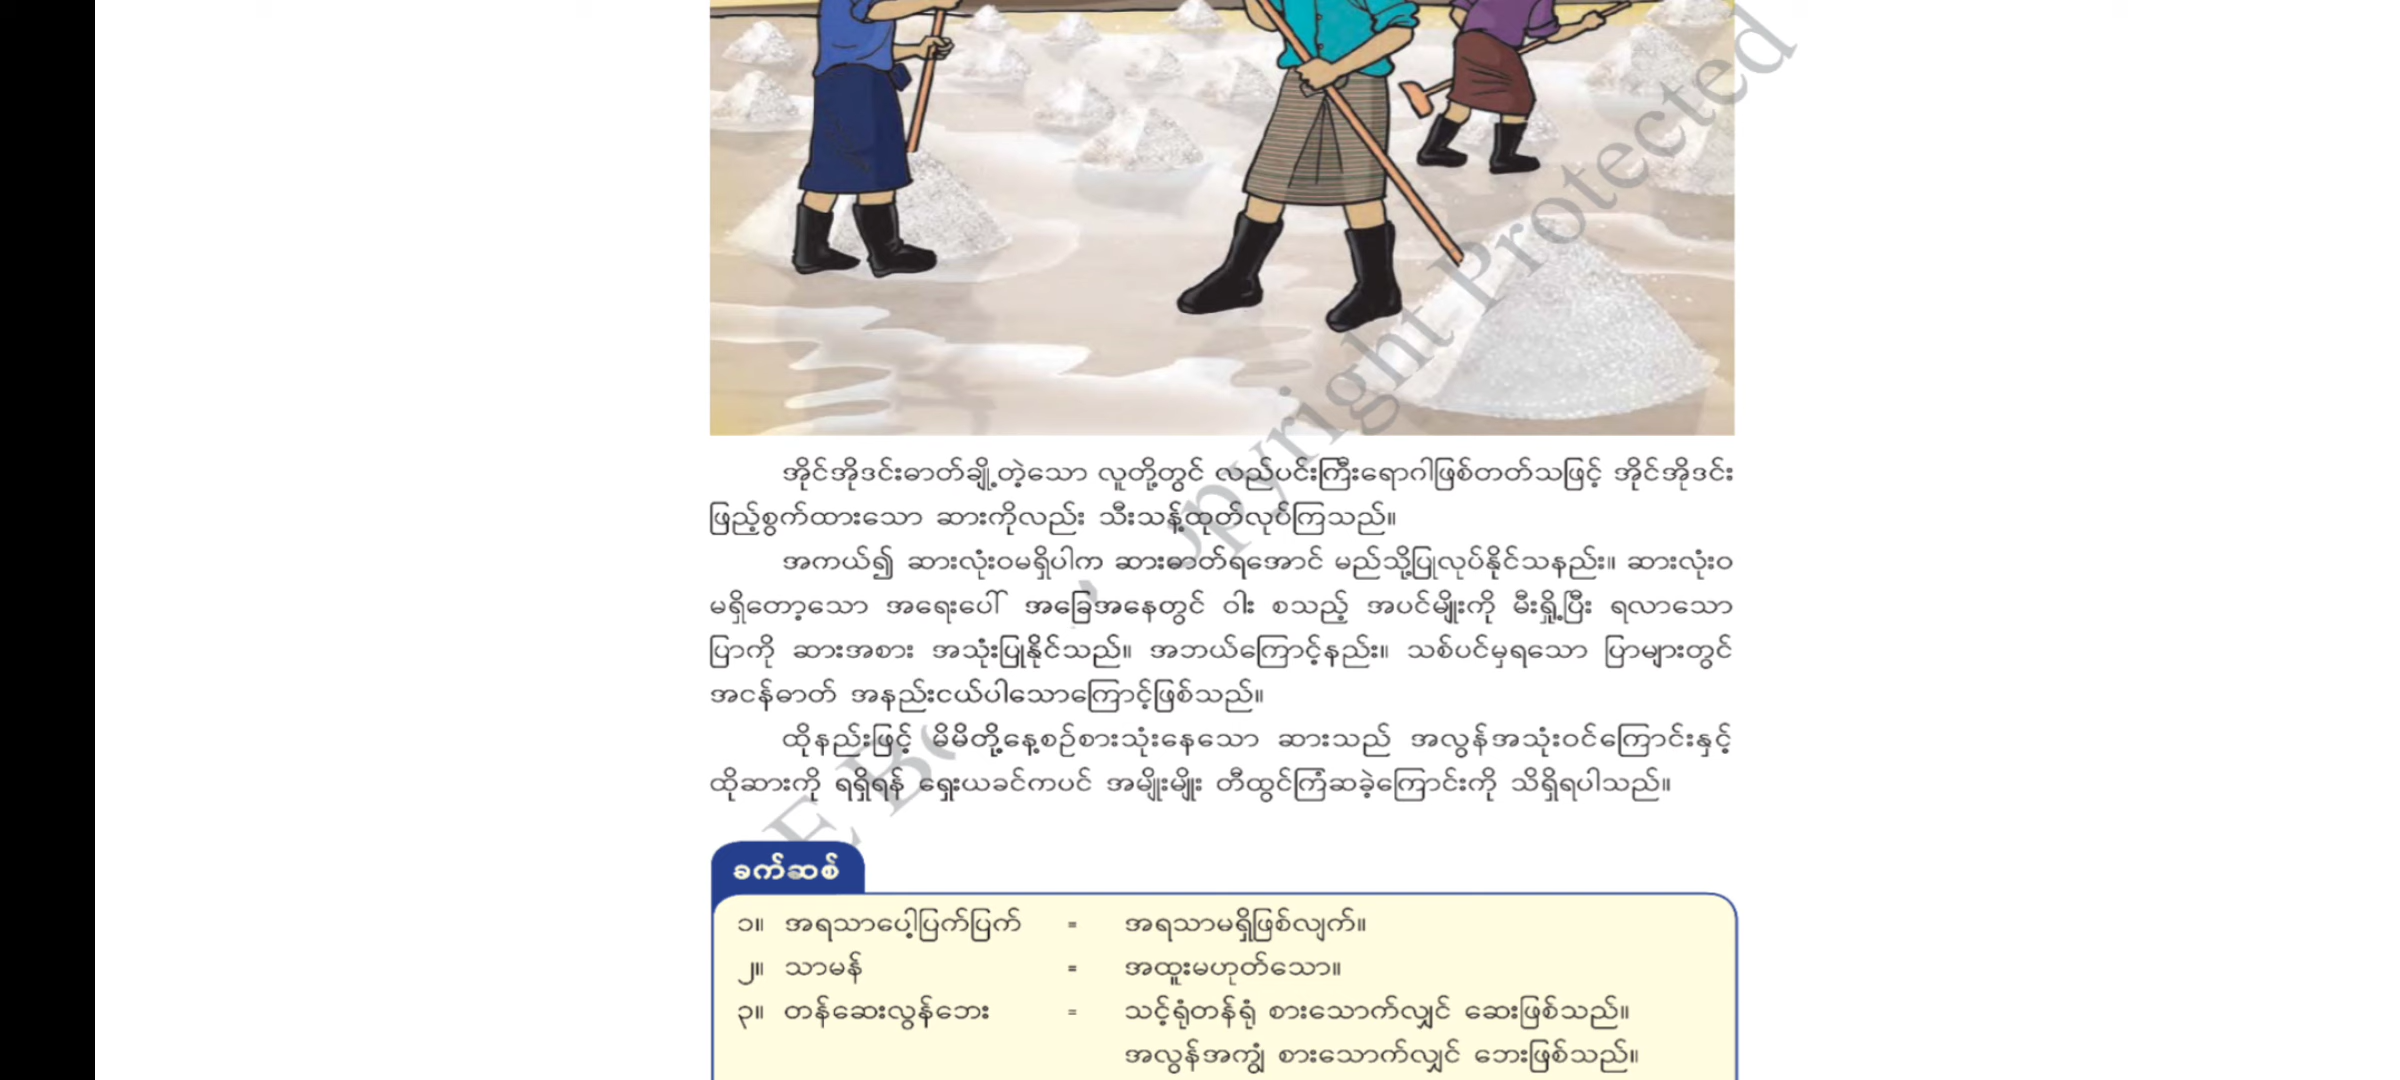 အိုင်အိုဒင်းဓာတ်ချို့တဲ့သော လူတို့တွင် လည်ပင်းကြီးရောဂါဖြစ်တတ်သဖြင့် အိုင်အိုဒင်း
ဖြည့်စွက်ထားသော ဆားကိုလည်း သီးသန့်ထုတ်လုပ်ကြသည်။
အကယ်၍ ဆားလုံးဝမရှိပါက ဆားဓာတ်ရအောင် မည်သို့ပြုလုပ်နိုင်သနည်း။ ဆားလုံးဝ
မရှိတော့သော အရေးပေါ် အခြေအနေတွင် ဝါး စသည့် အပင်မျိုးကို မီးရှို့ပြီး ရလာသော
ပြာကို ဆားအစား အသုံးပြုနိုင်သည်။ အဘယ်ကြောင့်နည်း။ သစ်ပင်မှရသော ပြာများတွင်
အငန်ဓာတ် အနည်းငယ်ပါသောကြောင့်ဖြစ်သည်။
ထိုနည်းဖြင့် မိမိတို့နေ့စဉ်စားသုံးနေသော ဆားသည် အလွန်အသုံးဝင်ကြောင်းနှင့်
ထိုဆားကို ရရှိရန် ရှေးယခင်ကပင် အမျိုးမျိုး တီထွင်ကြံဆခဲ့ကြောင်းကို သိရှိရပါသည်။
ခက်ဆစ်
၁။ အရသာပေါ့ပြက်ပြက် = အရသာမရှိဖြစ်လျက်။
၂။ သာမန် = အထူးမဟုတ်သော။
၃။ တန်ဆေးလွန်ဘေး = သင့်ရုံတန်ရုံ စားသောက်လျှင် ဆေးဖြစ်သည်။
အလွန်အကျွံ စားသောက်လျှင် ဘေးဖြစ်သည်။